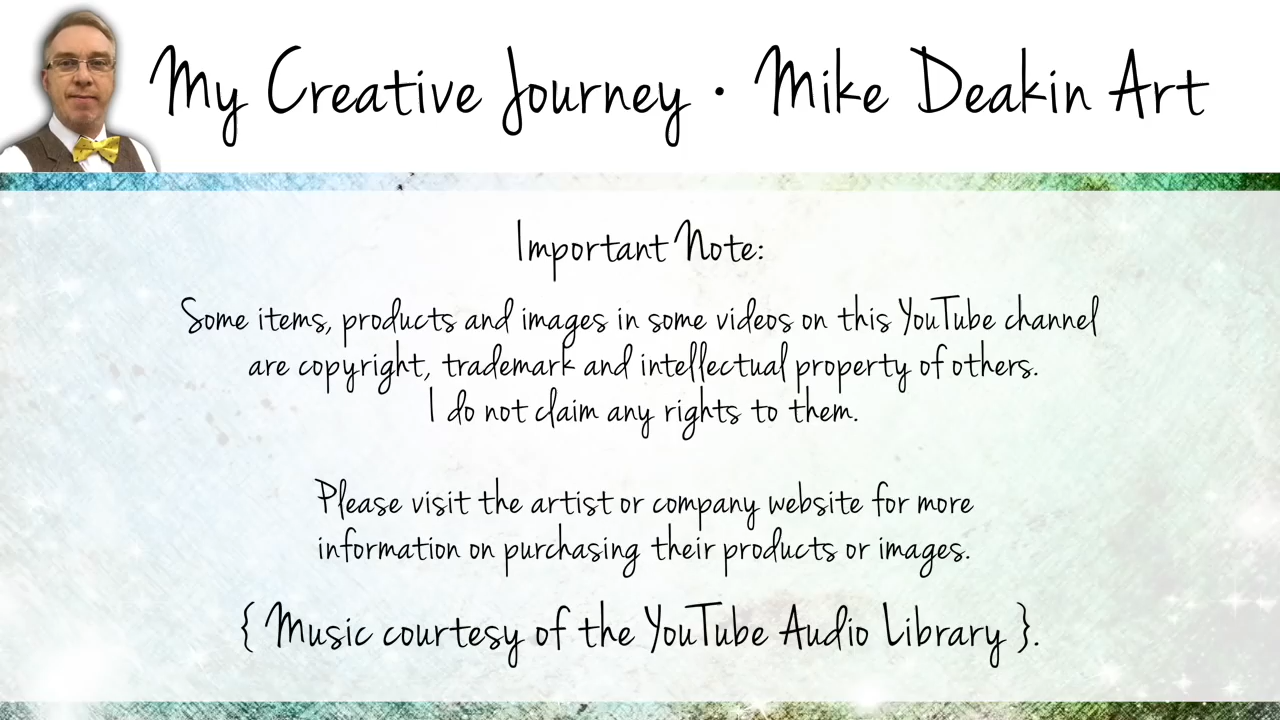 My Creative Journey • Mike Deakin Art
Important Note:
Some items, products and images in some videos on this YouTube channel
are copyright, trademark and intellectual property of others.
I do not claim any rights to them.
Please visit the artist or company website for more
information on purchasing their products or images.
{ Music courtesy of the YouTube Audio Library }.